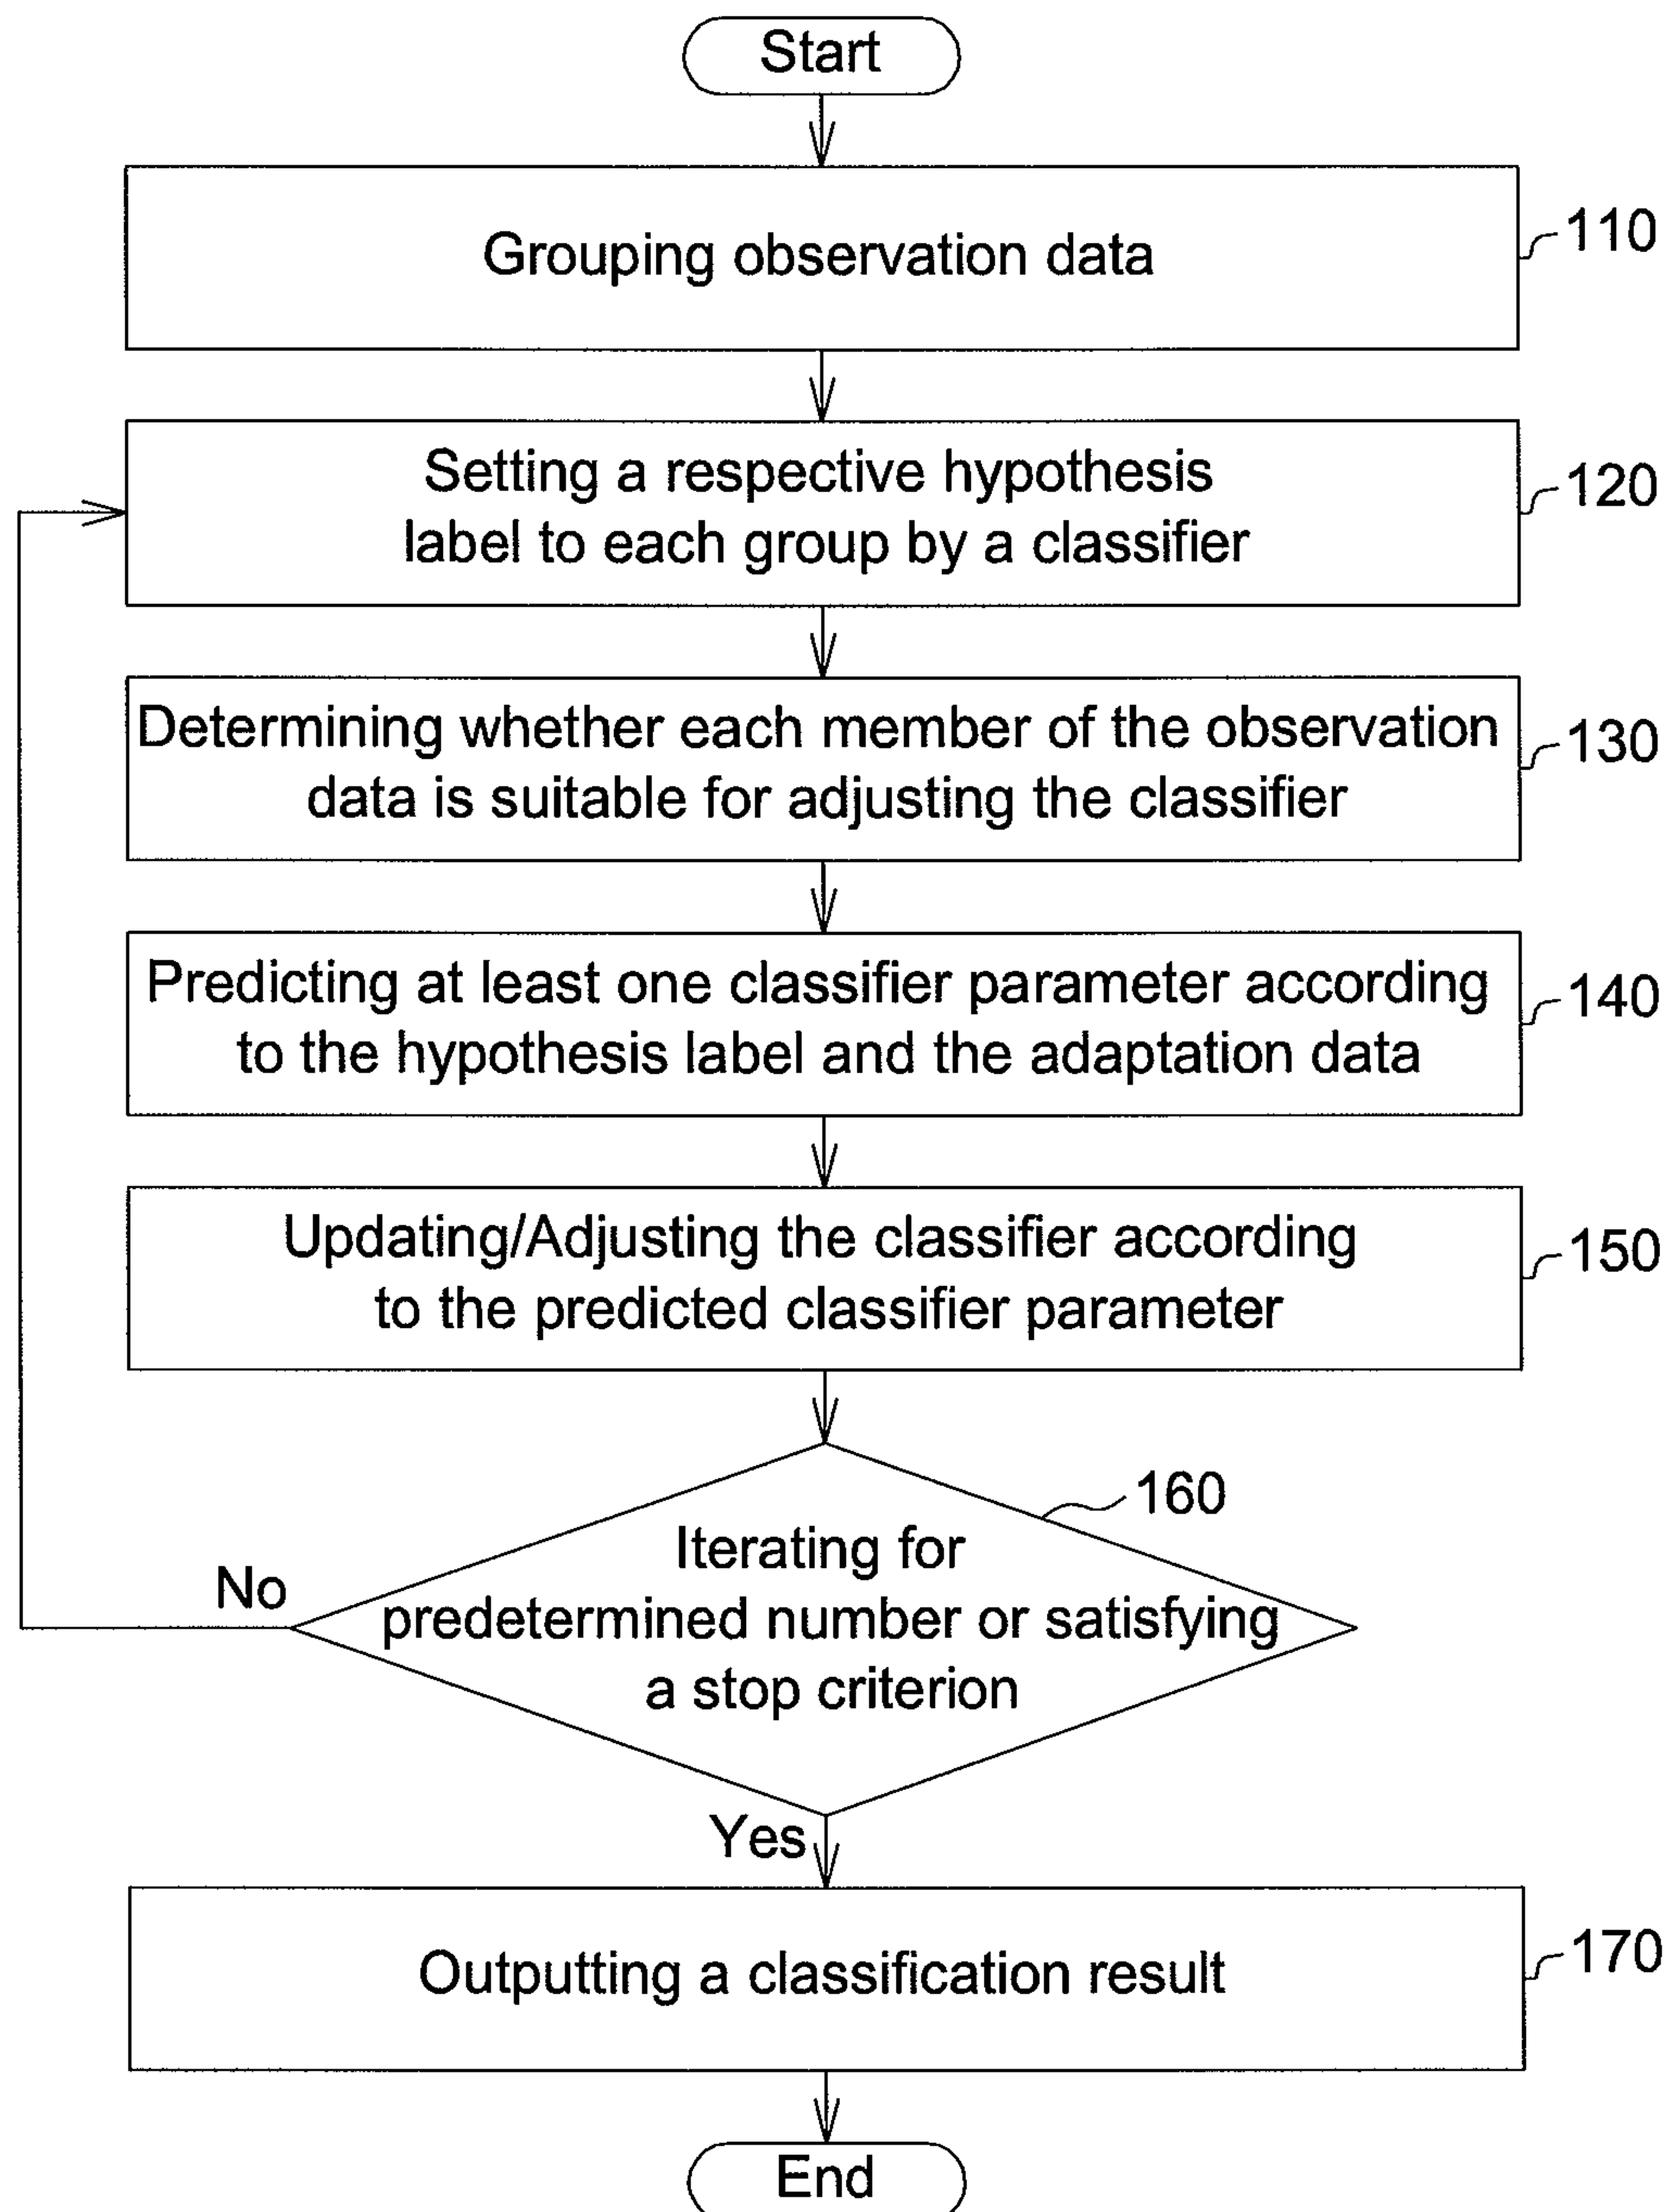 Start
Grouping observation data
110
Setting a respective hypothesis
label to each group by a classifier
120
Determining whether each member of the observation
data is suitable for adjusting the classifier
130
Predicting at least one classifier parameter according
to the hypothesis label and the adaptation data
140
Updating/Adjusting the classifier according
to the predicted classifier parameter
150
160
Iterating for
predetermined number or satisfying
a stop criterion
No
Yes
Outputting a classification result
170
End